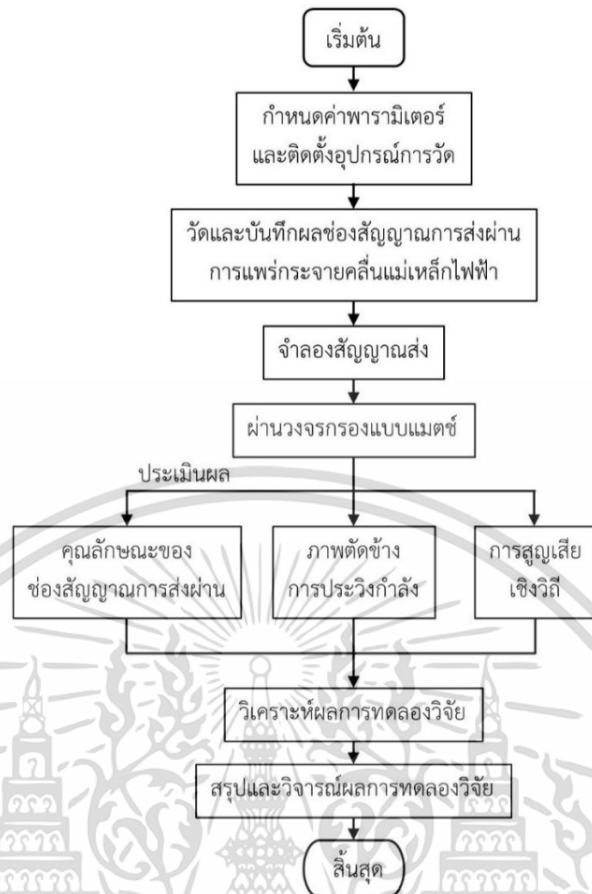 เริ่มต้น
กำหนดค่าพารามิเตอร์
และติดตั้งอุปกรณ์การวัด
วัดและบันทึกผลช่องสัญญาณการส่งผ่าน
การแพร่กระจายคลื่นแม่เหล็กไฟฟ้า
จำลองสัญญาณส่ง
ผ่านวงจรกรองแบบแมตช์
ประเมินผล
คุณลักษณะของ
ช่องสัญญาณการส่งผ่าน
ภาพตัดข้าง
การประวิงกำลัง
การสูญเสีย
เชิงวิถี
วิเคราะห์ผลการทดลองวิจัย
สรุปและวิจารณ์ผลการทดลองวิจัย
สิ้นสุด